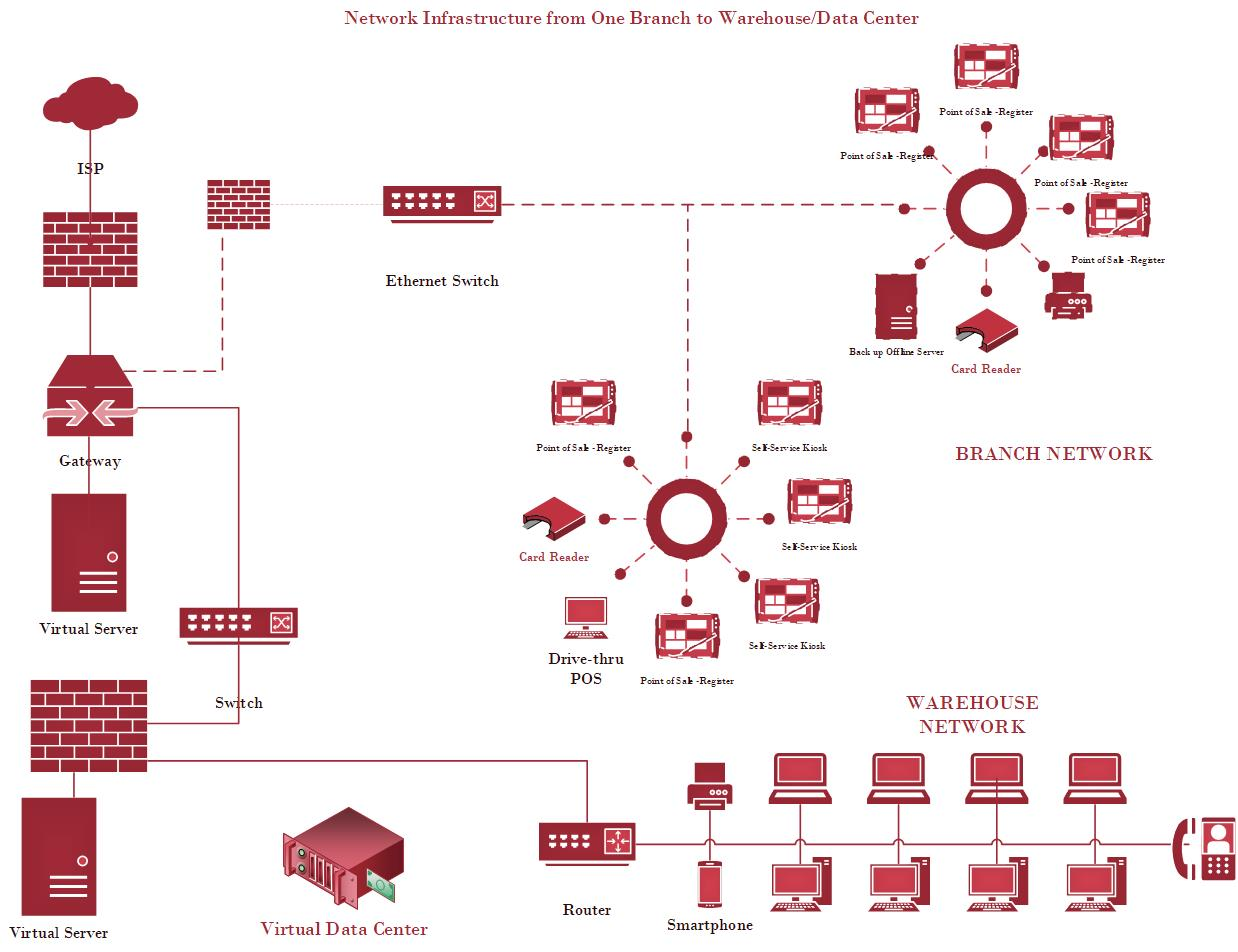 Network Infrastructure from One Branch to Warehouse/Data Center
Point of Sale -Register
Point of Sale -Register
ISP
Point of Sale -Register
Point of Sale -Register
Ethernet Switch
Back up Offline Server
Card Reader
Point of Sale -Register
Self-Service Kiosk
BRANCH NETWORK
Gateway
Card Reader
Self-Service Kiosk
Virtual Server
Self-Service Kiosk
Drive-thru
POS
Point of Sale -Register
Switch
WAREHOUSE
NETWORK
Router
Smartphone
Virtual Data Center
Virtual Server